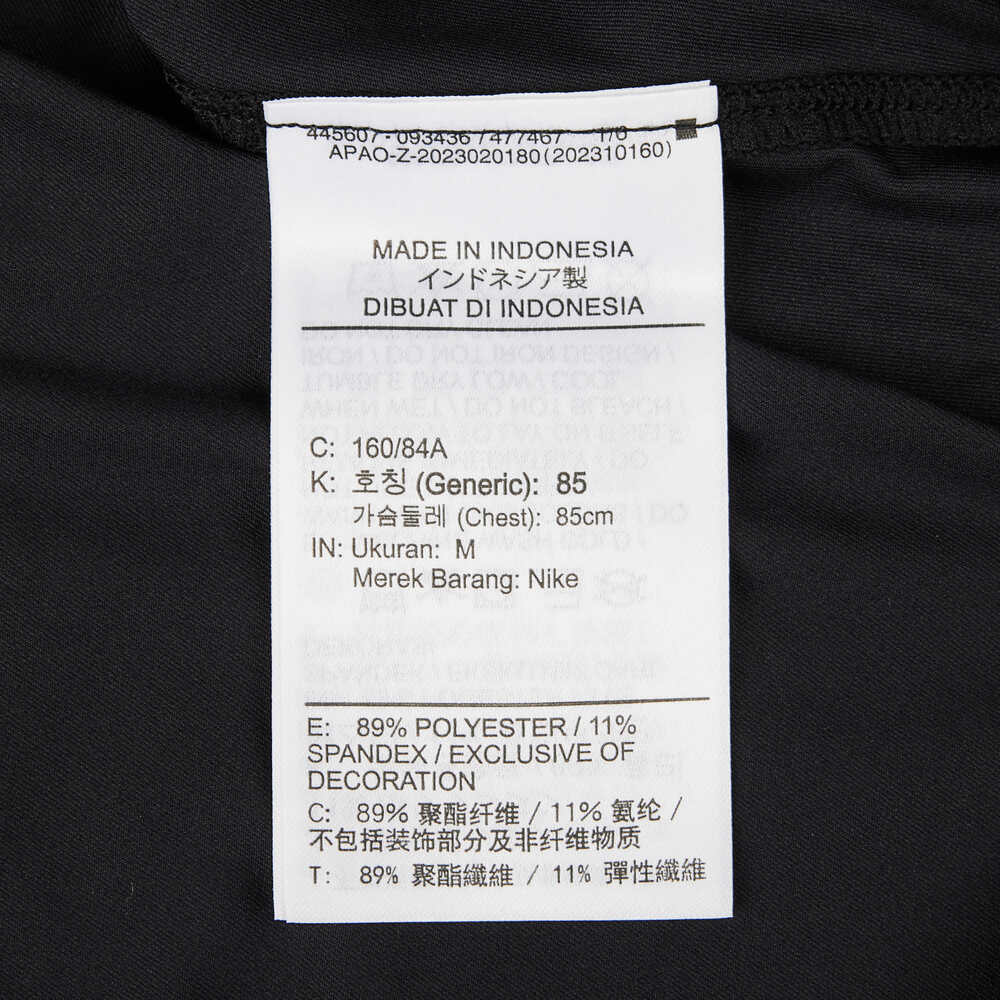 445607-093436 /477467 1/6
APAO-Z-2023020180(202310160)
MADE IN INDONESIA
インドネシア製
DIBUAT DI INDONESIA
C: 160/84A
K: 호칭 (Generic): 85
가슴둘레 (Chest): 85cm
IN: Ukuran: M
Merek Barang: Nike
E: 89% POLYESTER / 11%
SPANDEX / EXCLUSIVE OF
DECORATION
C: 89% 聚酯纤维 / 11% 氨纶 /
不包括装饰部分及非纤维物质
T: 89% 聚酯纖維 / 11% 彈性纖維